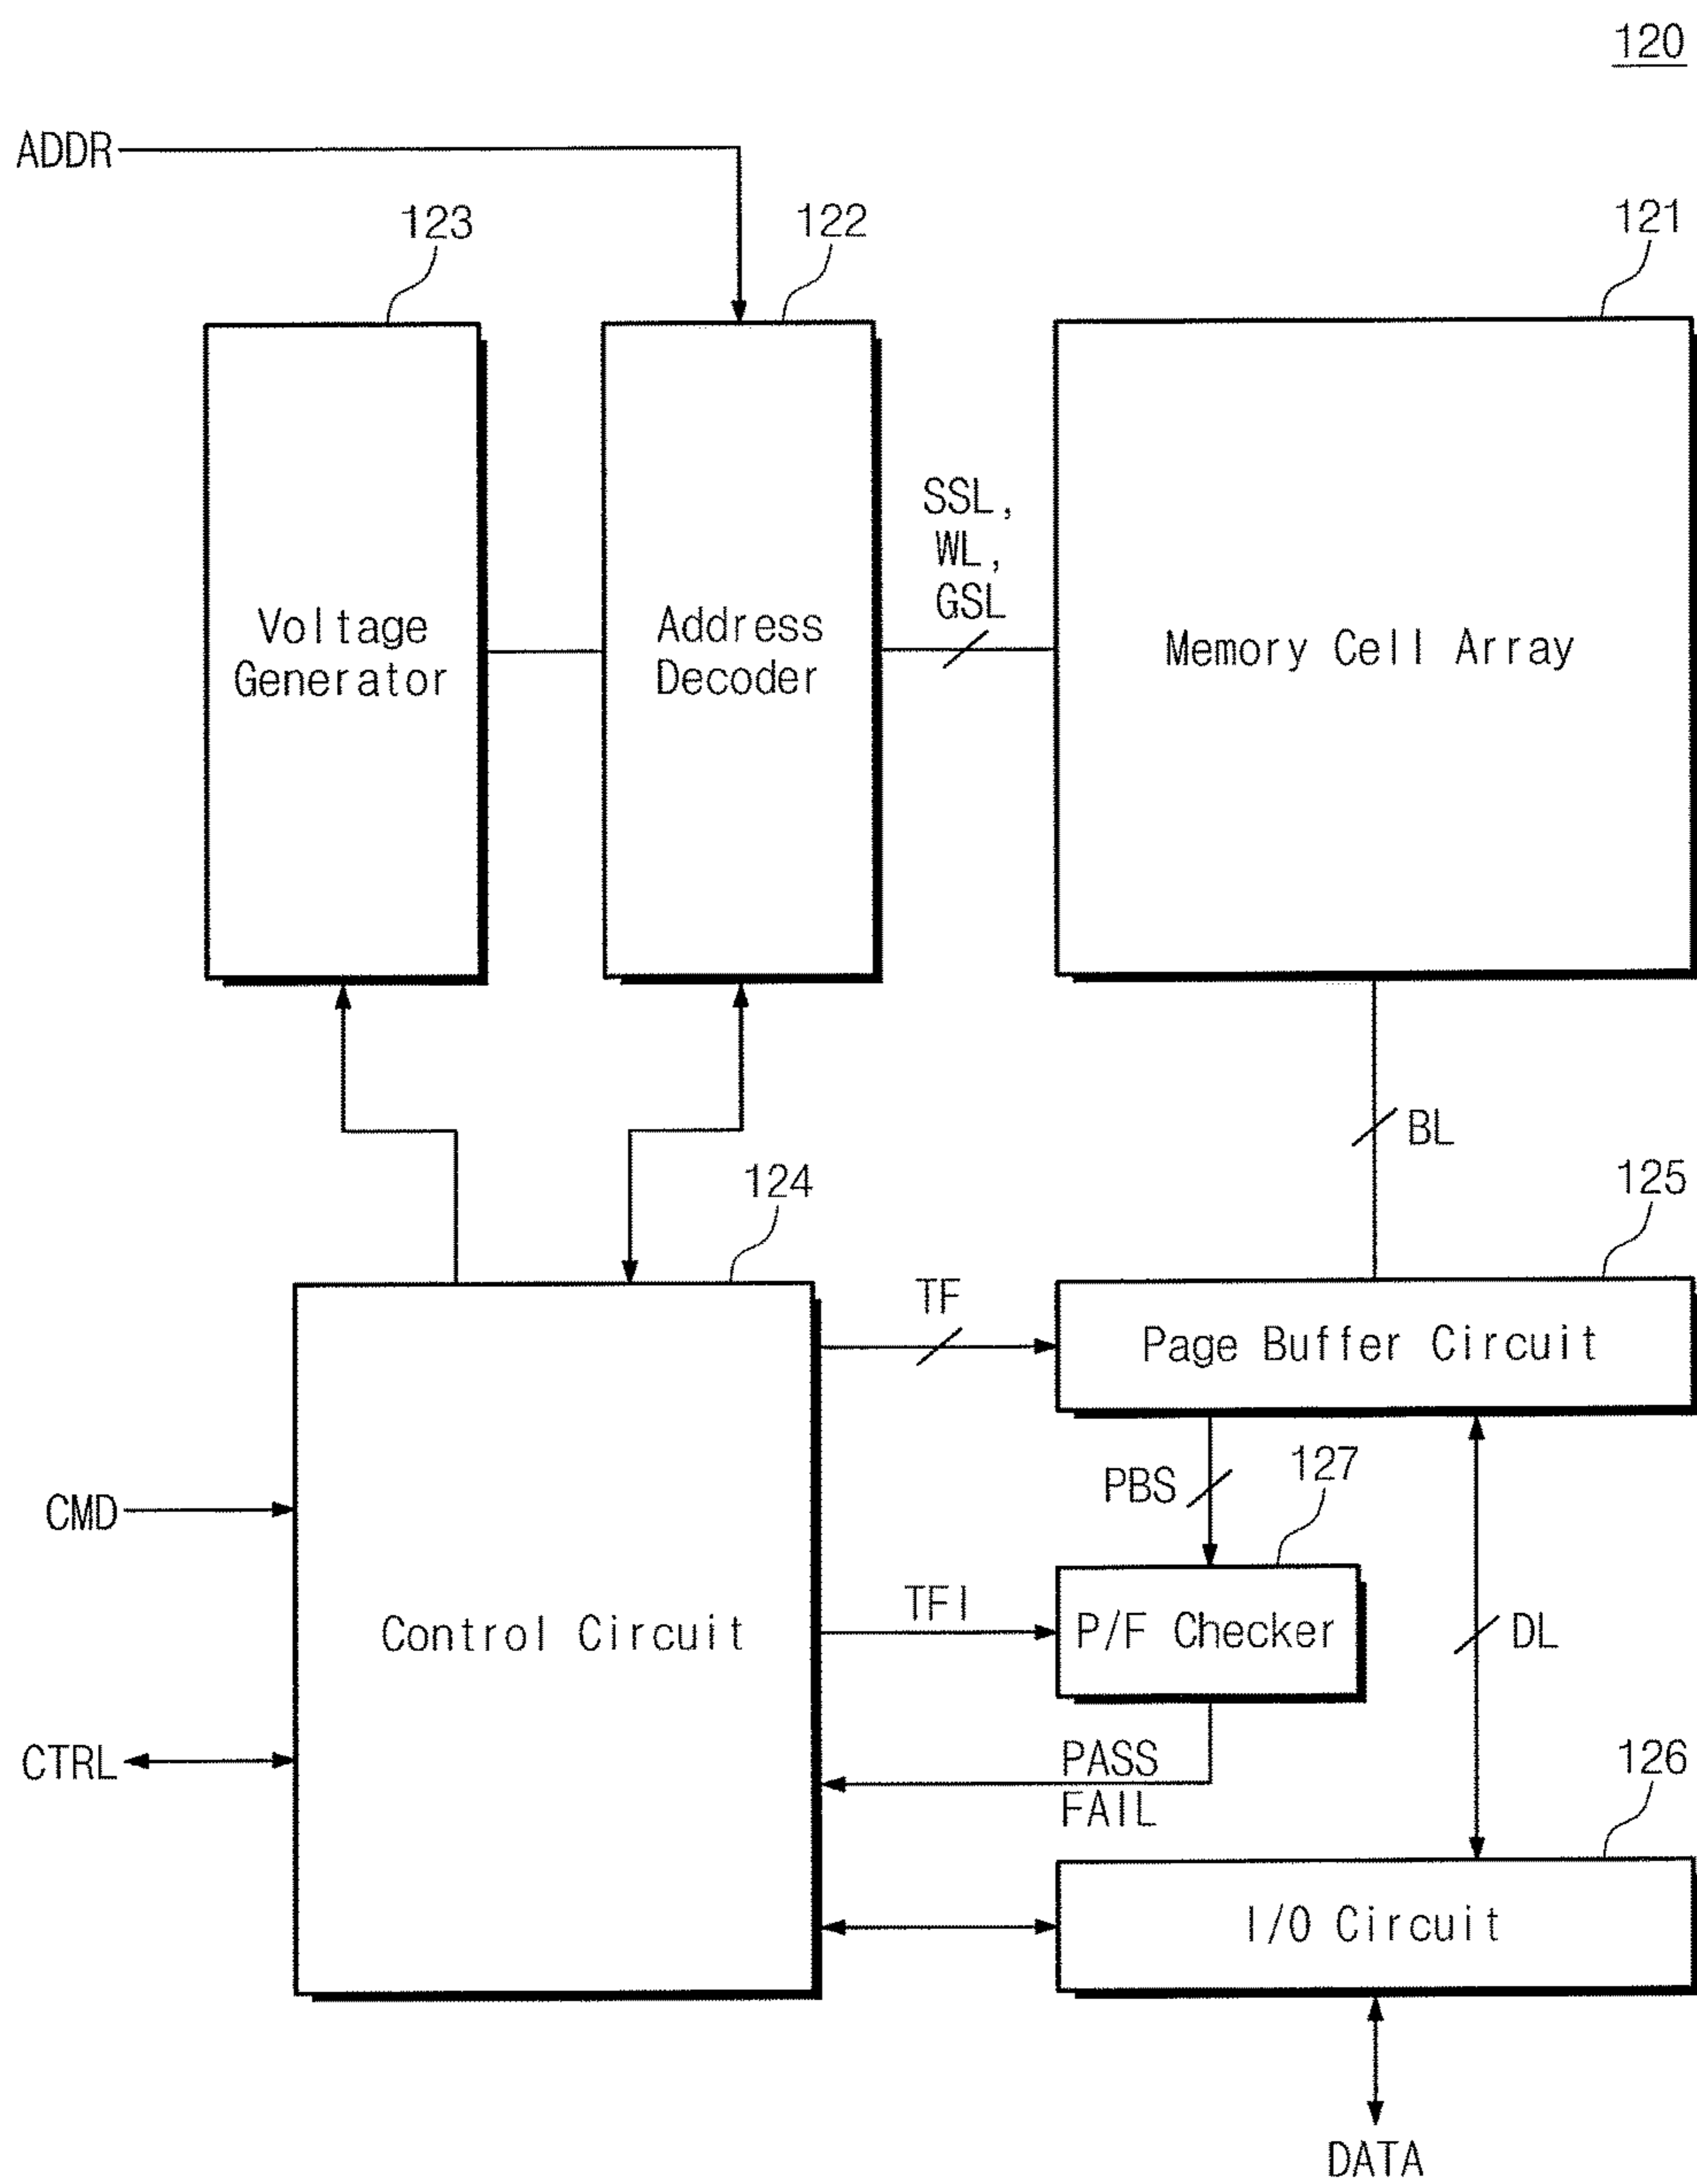 120
ADDR
123
122
121
SSL,
WL,
GSL
Voltage
Generator
Address
Decoder
Memory Cell Array
BL
124
125
TF
Page Buffer Circuit
PBS
127
CMD
TFI
P/F Checker
DL
Control Circuit
CTRL
PASS
FAIL
126
I/O Circuit
DATA